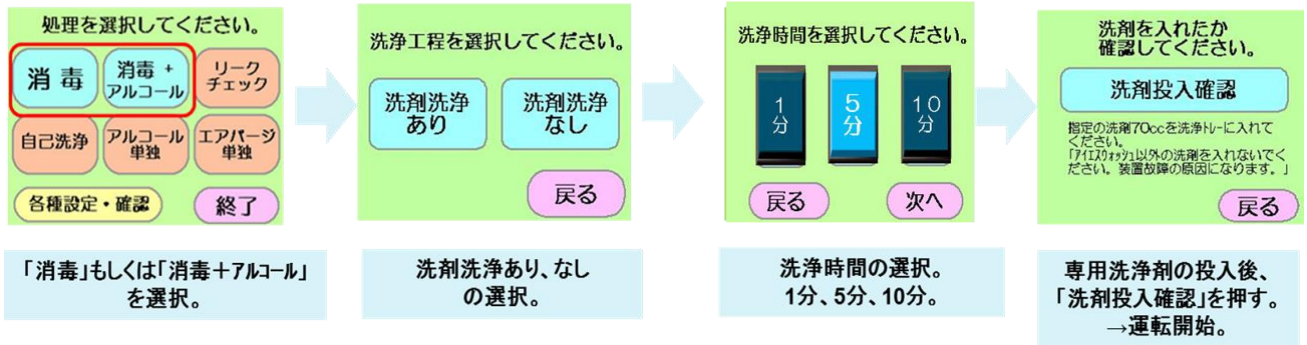 処理を選択してください。
消 毒
消毒 +
アルコール
リーク
チェック
自己洗浄
アルコール
単独
エアパージ
単独
各種設定・確認
終了
「消毒」もしくは「消毒＋アルコール」
を選択。
洗浄工程を選択してください。
洗剤洗浄
あり
洗剤洗浄
なし
戻る
洗剤洗浄あり、なし
の選択。
洗浄時間を選択してください。
1
分
5
分
10
分
戻る
次へ
洗浄時間の選択。
1分、5分、10分。
洗剤を入れたか
確認してください。
洗剤投入確認
指定の洗剤70ccを洗浄トレーに入れて
ください。
「アイエスウォッシュ以外の洗剤を入れないでく
ださい。装置故障の原因になります。」
戻る
専用洗浄剤の投入後、
「洗剤投入確認」を押す。
→運転開始。